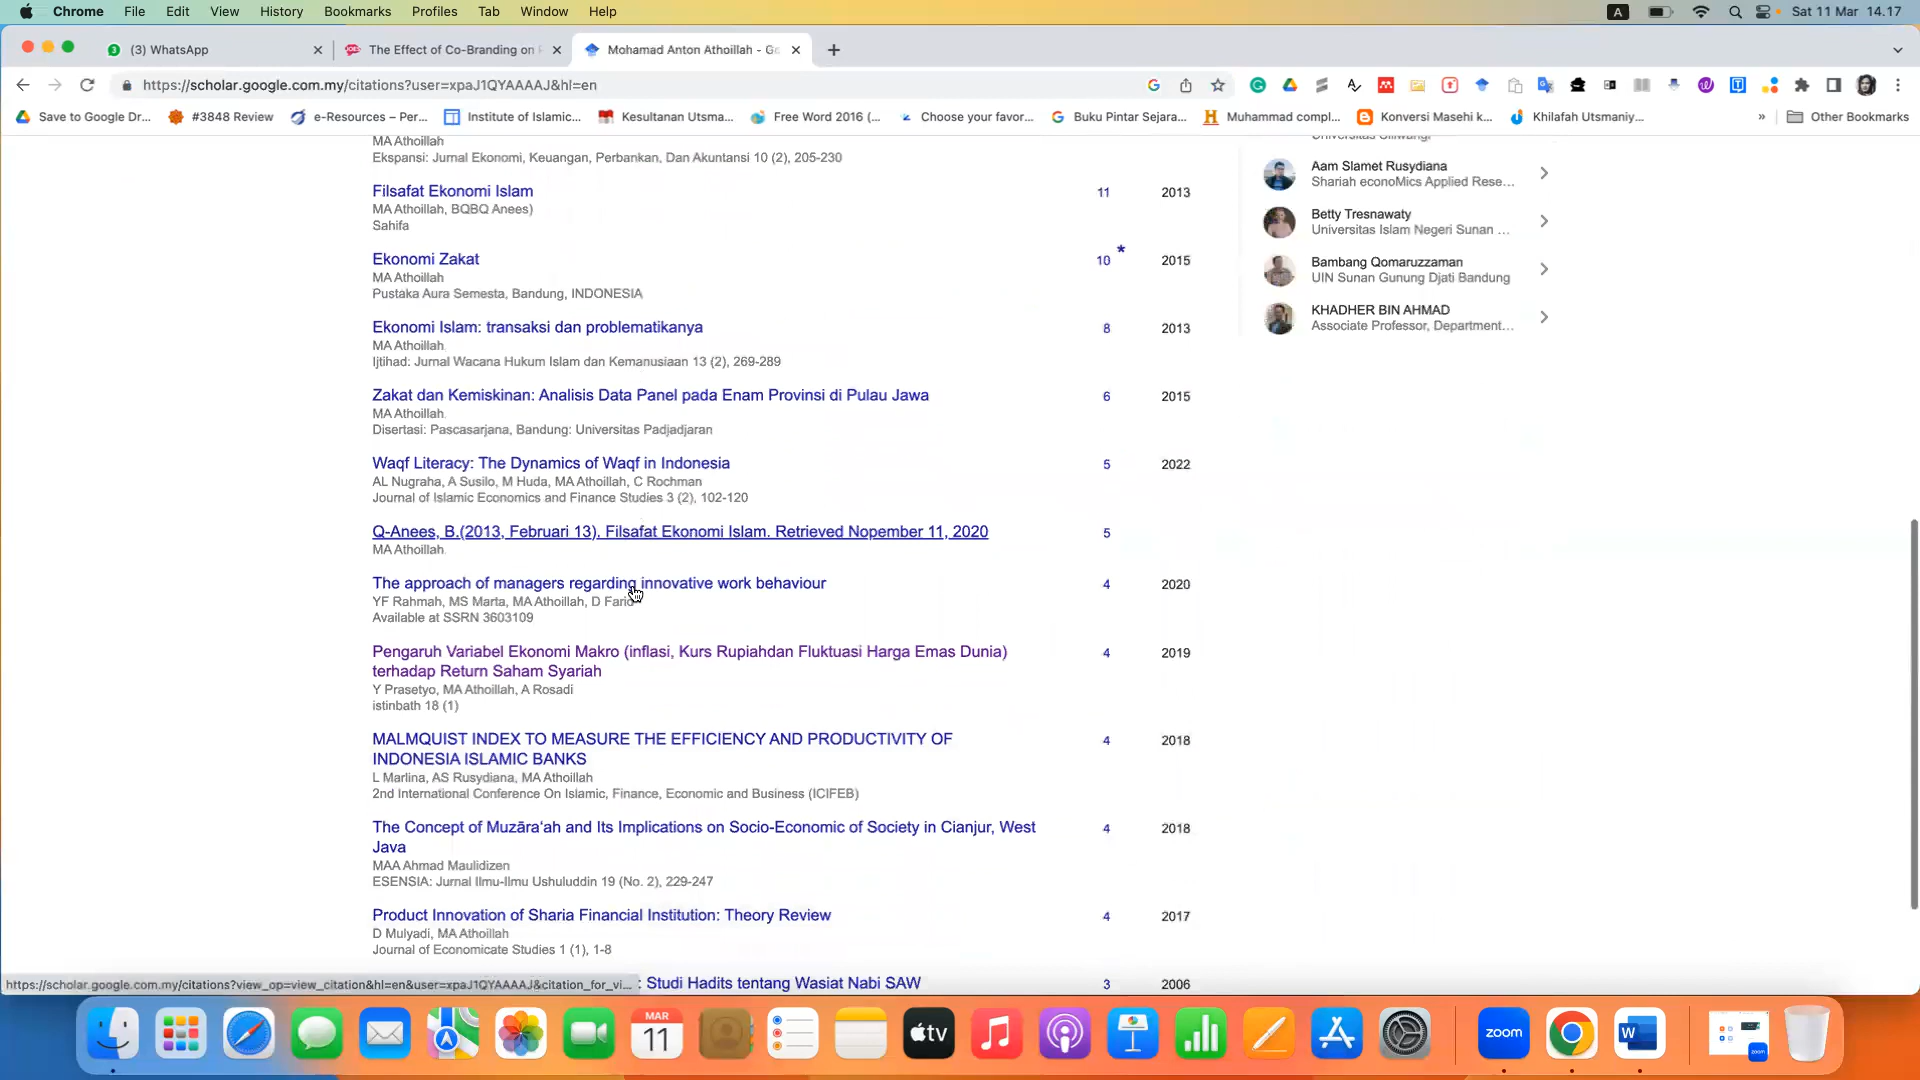 Chrome File Edit View History Bookmarks Profiles Tab Window Help
A
Sat 11 Mar 14.17
3 (3) WhatsApp
The Effect of Co-Branding on
Mohamad Anton Athoillah - Go
https://scholar.google.com.my/citations?user=xpaJ1QYAAAAJ&hl=en
Save to Google Dr...
#3848 Review
e-Resources – Per...
Institute of Islamic...
Kesultanan Utsma...
Free Word 2016 (...
Choose your favor...
Buku Pintar Sejara...
Muhammad compl...
Konversi Masehi k...
Khilafah Utsmaniy...
»
Other Bookmarks
MA Athoillah
Ekspansi: Jurnal Ekonomi, Keuangan, Perbankan, Dan Akuntansi 10 (2), 205-230
Filsafat Ekonomi Islam 11 2013
MA Athoillah, BQBQ Anees)
Sahifa
Ekonomi Zakat 10 * 2015
MA Athoillah
Pustaka Aura Semesta, Bandung, INDONESIA
Ekonomi Islam: transaksi dan problematikanya 8 2013
MA Athoillah
Ijtihad: Jurnal Wacana Hukum Islam dan Kemanusiaan 13 (2), 269-289
Zakat dan Kemiskinan: Analisis Data Panel pada Enam Provinsi di Pulau Jawa 6 2015
MA Athoillah
Disertasi: Pascasarjana, Bandung: Universitas Padjadjaran
Waqf Literacy: The Dynamics of Waqf in Indonesia 5 2022
AL Nugraha, A Susilo, M Huda, MA Athoillah, C Rochman
Journal of Islamic Economics and Finance Studies 3 (2), 102-120
Q-Anees, B.(2013, Februari 13). Filsafat Ekonomi Islam. Retrieved Nopember 11, 2020 5
MA Athoillah
The approach of managers regarding innovative work behaviour 4 2020
YF Rahmah, MS Marta, MA Athoillah, D Farid
Available at SSRN 3603109
Pengaruh Variabel Ekonomi Makro (inflasi, Kurs Rupiahdan Fluktuasi Harga Emas Dunia) 4 2019
terhadap Return Saham Syariah
Y Prasetyo, MA Athoillah, A Rosadi
istinbath 18 (1)
MALMQUIST INDEX TO MEASURE THE EFFICIENCY AND PRODUCTIVITY OF 4 2018
INDONESIA ISLAMIC BANKS
L Marlina, AS Rusydiana, MA Athoillah
2nd International Conference On Islamic, Finance, Economic and Business (ICIFEB)
The Concept of Muzāra‘ah and Its Implications on Socio-Economic of Society in Cianjur, West 4 2018
Java
MAA Ahmad Maulidizen
ESENSIA: Jurnal Ilmu-Ilmu Ushuluddin 19 (No. 2), 229-247
Product Innovation of Sharia Financial Institution: Theory Review 4 2017
D Mulyadi, MA Athoillah
Journal of Economicate Studies 1 (1), 1-8
: Studi Hadits tentang Wasiat Nabi SAW 3 2006
Universitas Siliwangi
Aam Slamet Rusydiana
Shariah econoMics Applied Rese...
Betty Tresnawaty
Universitas Islam Negeri Sunan ...
Bambang Qomaruzzaman
UIN Sunan Gunung Djati Bandung
KHADHER BIN AHMAD
Associate Professor, Department...
https://scholar.google.com.my/citations?view_op=view_citation&hl=en&user=xpaJ1QYAAAAJ&citation_for_vi...
MAR
11
tv
zoom
W